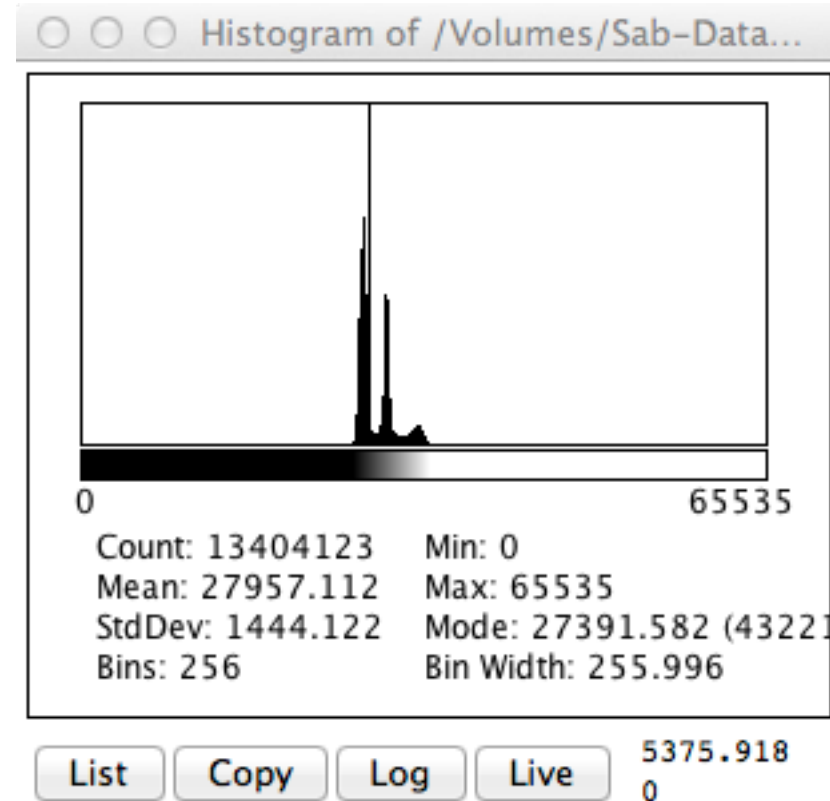 Histogram of /Volumes/Sab-Data...
0 65535
Count: 13404123 Min: 0
Mean: 27957.112 Max: 65535
StdDev: 1444.122 Mode: 27391.582 (43221
Bins: 256 Bin Width: 255.996
List Copy Log Live 5375.918
0